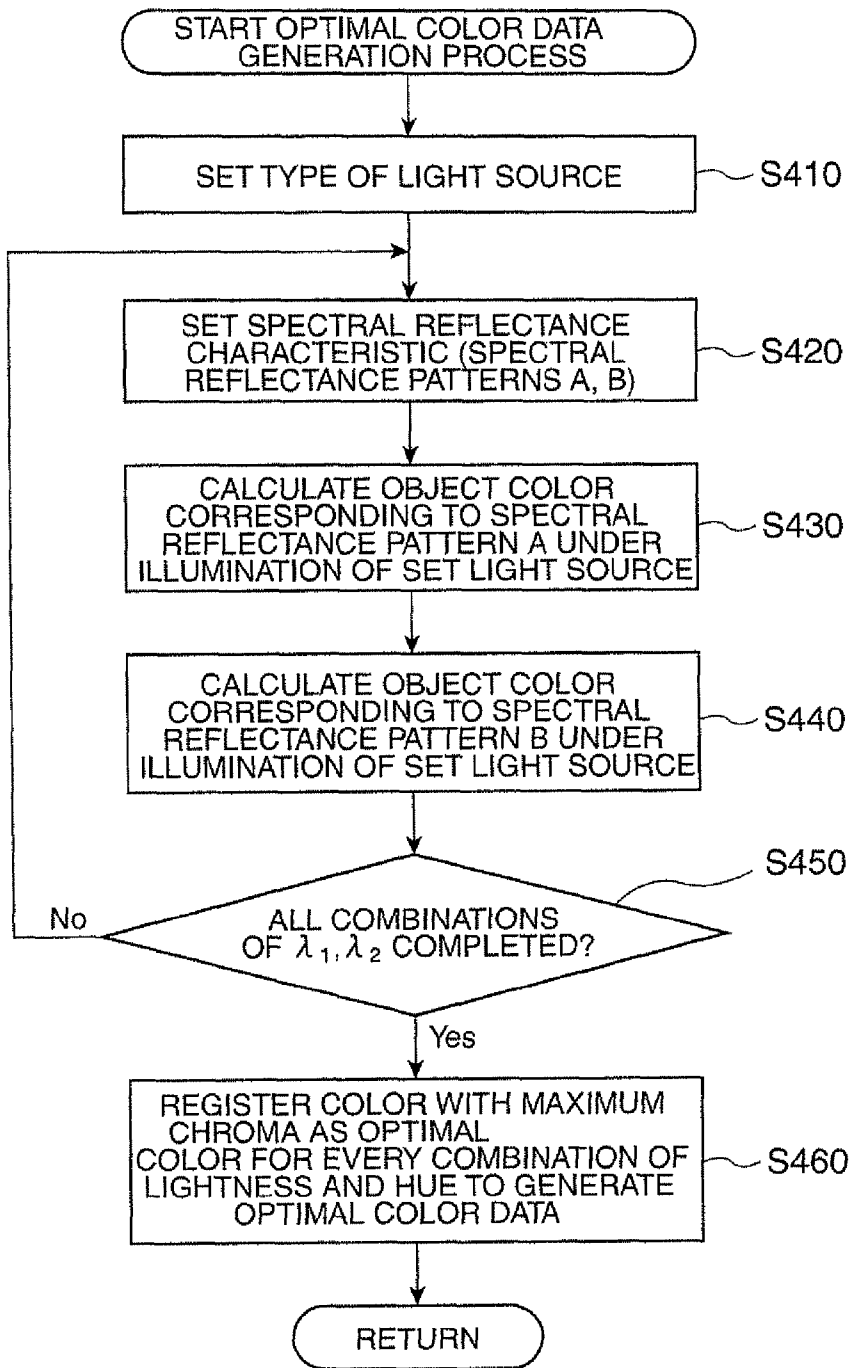 START OPTIMAL COLOR DATA
GENERATION PROCESS
SET TYPE OF LIGHT SOURCE
S410
SET SPECTRAL REFLECTANCE
CHARACTERISTIC (SPECTRAL
REFLECTANCE PATTERNS A, B)
S420
CALCULATE OBJECT COLOR
CORRESPONDING TO SPECTRAL
REFLECTANCE PATTERN A UNDER
ILLUMINATION OF SET LIGHT SOURCE
S430
CALCULATE OBJECT COLOR
CORRESPONDING TO SPECTRAL
REFLECTANCE PATTERN B UNDER
ILLUMINATION OF SET LIGHT SOURCE
S440
ALL COMBINATIONS
OF λ1, λ2 COMPLETED?
S450
No
Yes
REGISTER COLOR WITH MAXIMUM
CHROMA AS OPTIMAL
COLOR FOR EVERY COMBINATION OF
LIGHTNESS AND HUE TO GENERATE
OPTIMAL COLOR DATA
S460
RETURN